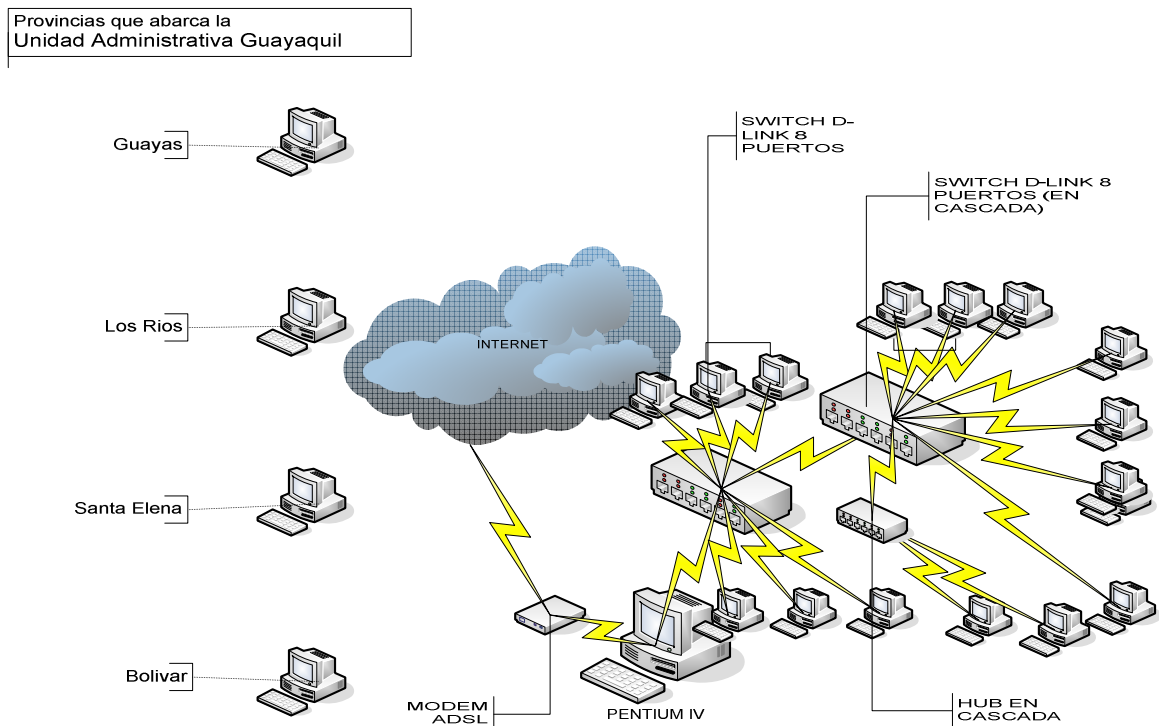 Provincias que abarca la
Unidad Administrativa Guayaquil
SWITCH D-
LINK 8
PUERTOS
Guayas
SWITCH D-LINK 8
PUERTOS (EN
CASCADA)
Los Rios
INTERNET
Santa Elena
Bolivar
MODEM
ADSL
PENTIUM IV
HUB EN
CASCADA